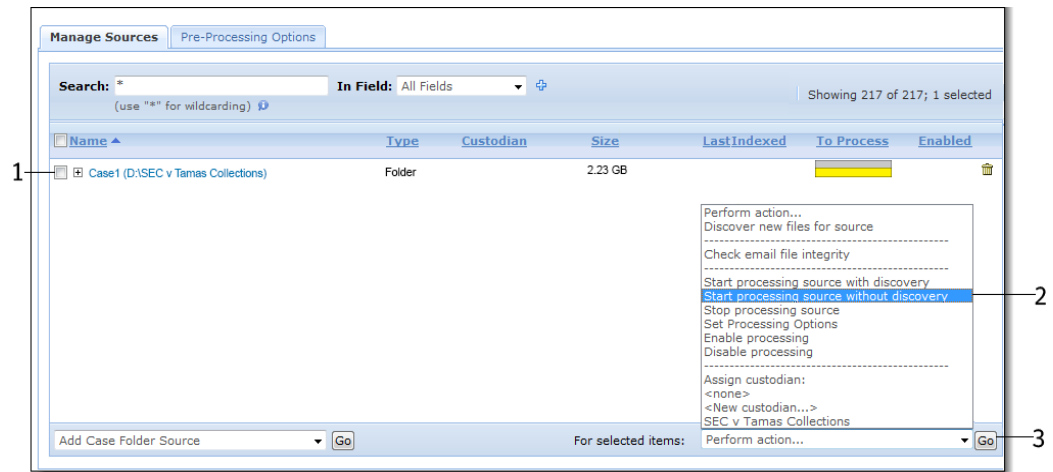 Manage Sources Pre-Processing Options
Search: * In Field: All Fields
(use "*" for wildcarding)
Showing 217 of 217; 1 selected
Name Type Custodian Size LastIndexed To Process Enabled
1 Case1 (D:\SEC v Tamas Collections) Folder 2.23 GB
Perform action...
Discover new files for source
--------------------------------------------------
Check email file integrity
--------------------------------------------------
Start processing source with discovery
Start processing source without discovery 2
Stop processing source
Set Processing Options
Enable processing
Disable processing
--------------------------------------------------
Assign custodian:
<none>
<New custodian...>
SEC v Tamas Collections
Add Case Folder Source Go For selected items: Perform action... Go 3